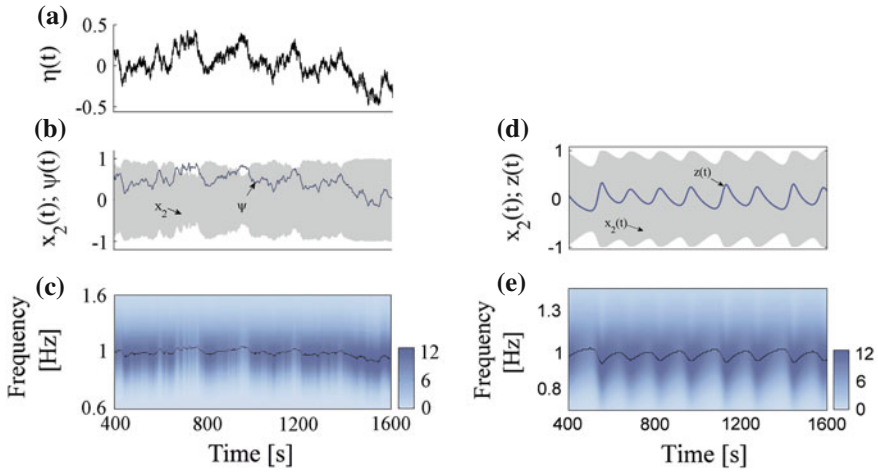 (a)
0.5
0
-0.5
η(t)
(b)
1
0
-1
x2(t); ψ(t)
x2
ψ
(c)
1.6
1
0.6
Frequency
[Hz]
12
6
0
400
800
1200
1600
Time [s]
(d)
1
0
-1
x2(t); z(t)
z(t)
x2(t)
(e)
1.3
1
0.8
Frequency
[Hz]
12
6
0
400
800
1200
1600
Time [s]